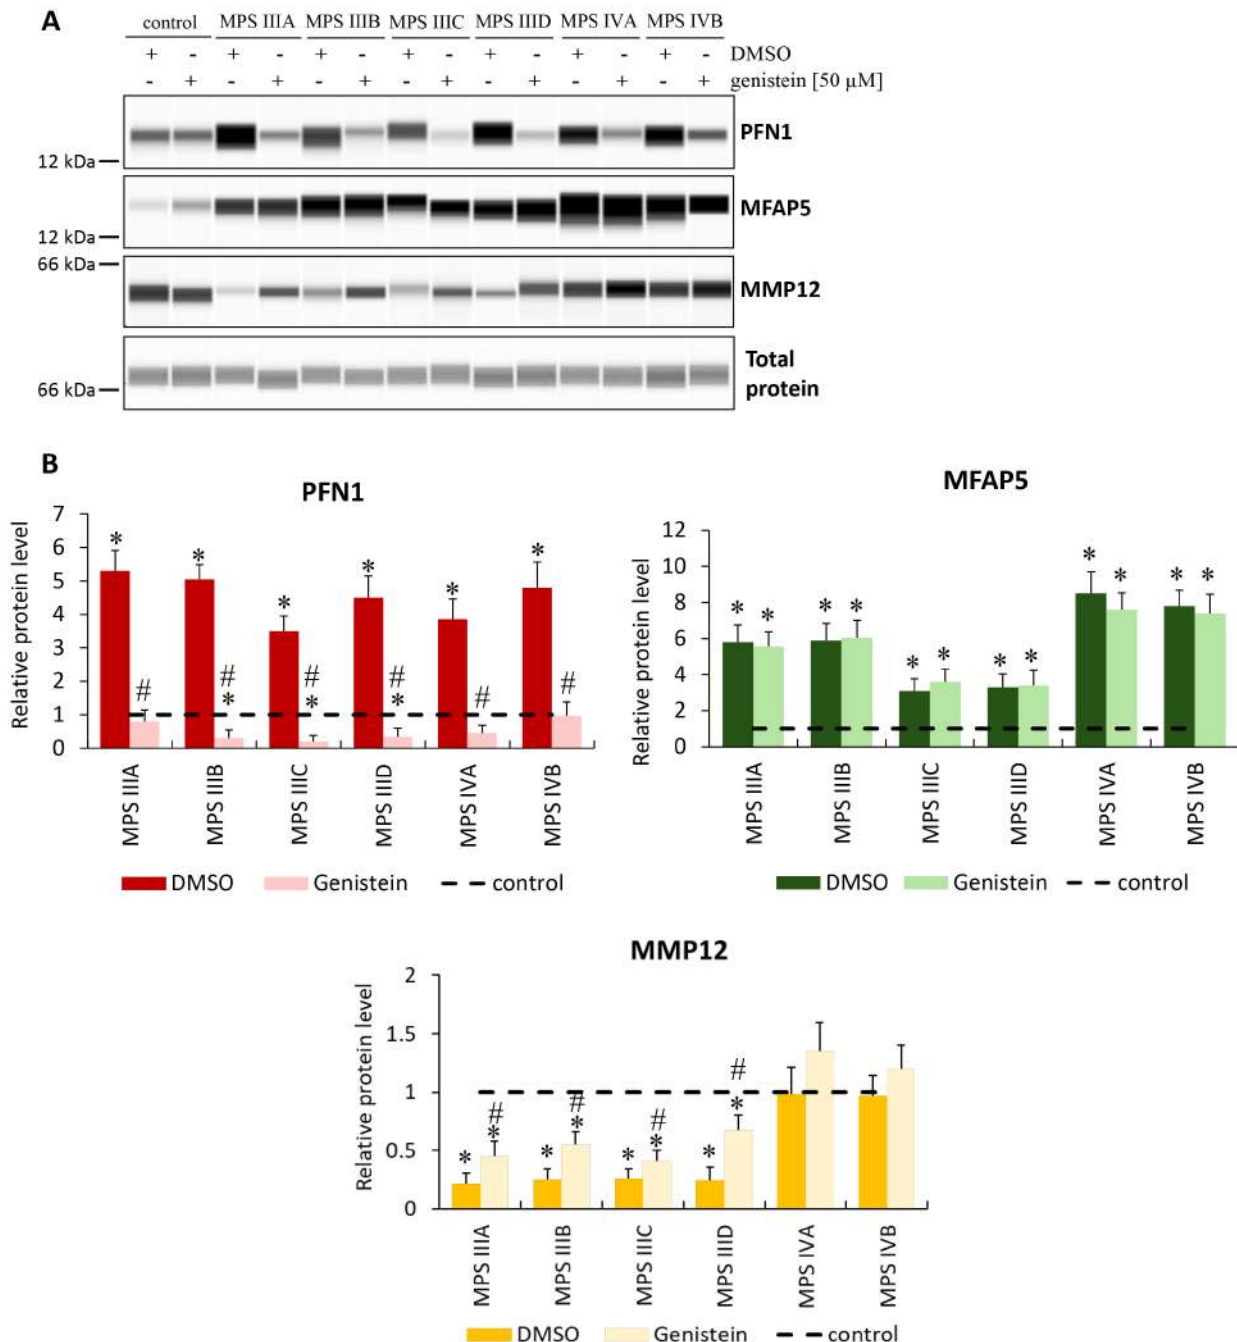 A
control MPS IIIA MPS IIIB MPS IIIC MPS IIID MPS IVA MPS IVB
+ - + - + - + - + - + - + - DMSO
- + - + - + - + - + - + - + genistein [50 µM]
PFN1
12 kDa
MFAP5
12 kDa
66 kDa
MMP12
Total
protein
66 kDa
B
PFN1
Relative protein level
7
6
5
4
3
2
1
0
* * * * * *
# # # # # #
* * *
MPS IIIA MPS IIIB MPS IIIC MPS IIID MPS IVA MPS IVB
DMSO Genistein control
MFAP5
Relative protein level
12
10
8
6
4
2
0
* * * * * * * * * * * *
MPS IIIA MPS IIIB MPS IIIC MPS IIID MPS IVA MPS IVB
DMSO Genistein control
MMP12
Relative protein level
2
1.5
1
0.5
0
# # # #
* * * * * * * *
MPS IIIA MPS IIIB MPS IIIC MPS IIID MPS IVA MPS IVB
DMSO Genistein control